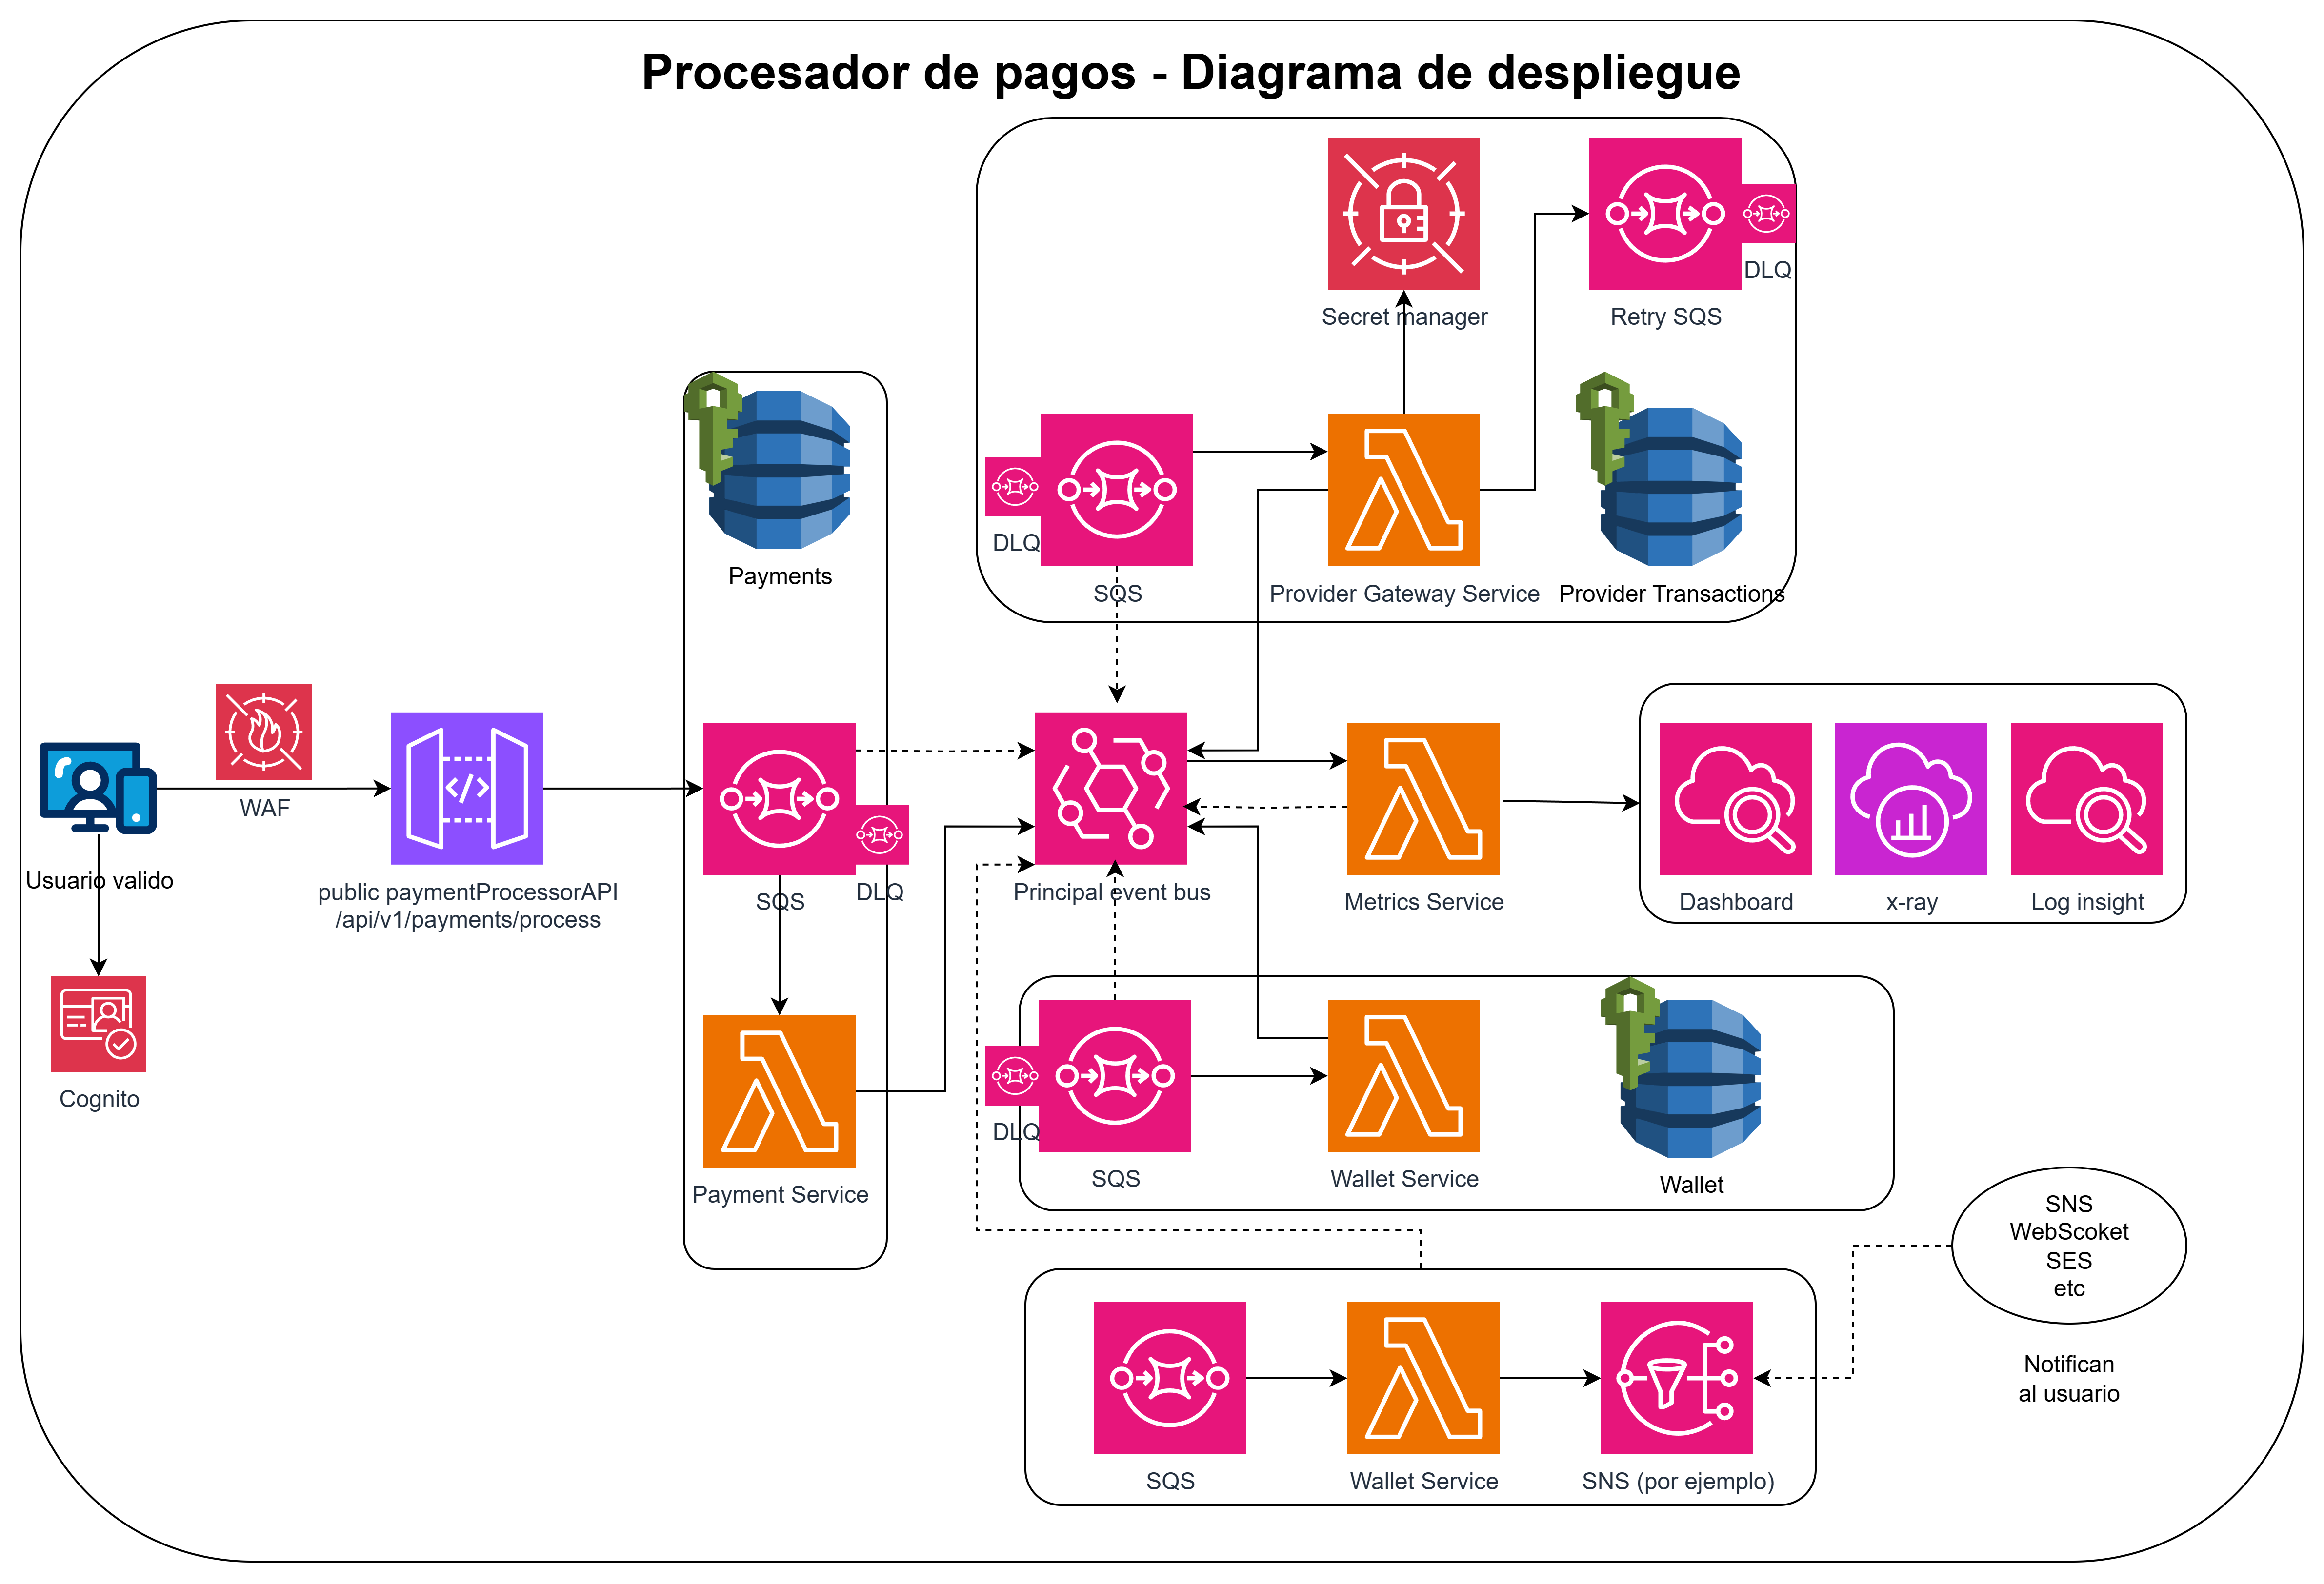 Procesador de pagos - Diagrama de despliegue
Secret manager
Retry SQS
DLQ
DLQ
SQS
Provider Gateway Service
Provider Transactions
Payments
WAF
Usuario valido
public paymentProcessorAPI
/api/v1/payments/process
SQS
DLQ
Principal event bus
Metrics Service
Dashboard
x-ray
Log insight
Cognito
Payment Service
DLQ
SQS
Wallet Service
Wallet
SNS
WebScoket
SES
etc
Notifican
al usuario
SQS
Wallet Service
SNS (por ejemplo)